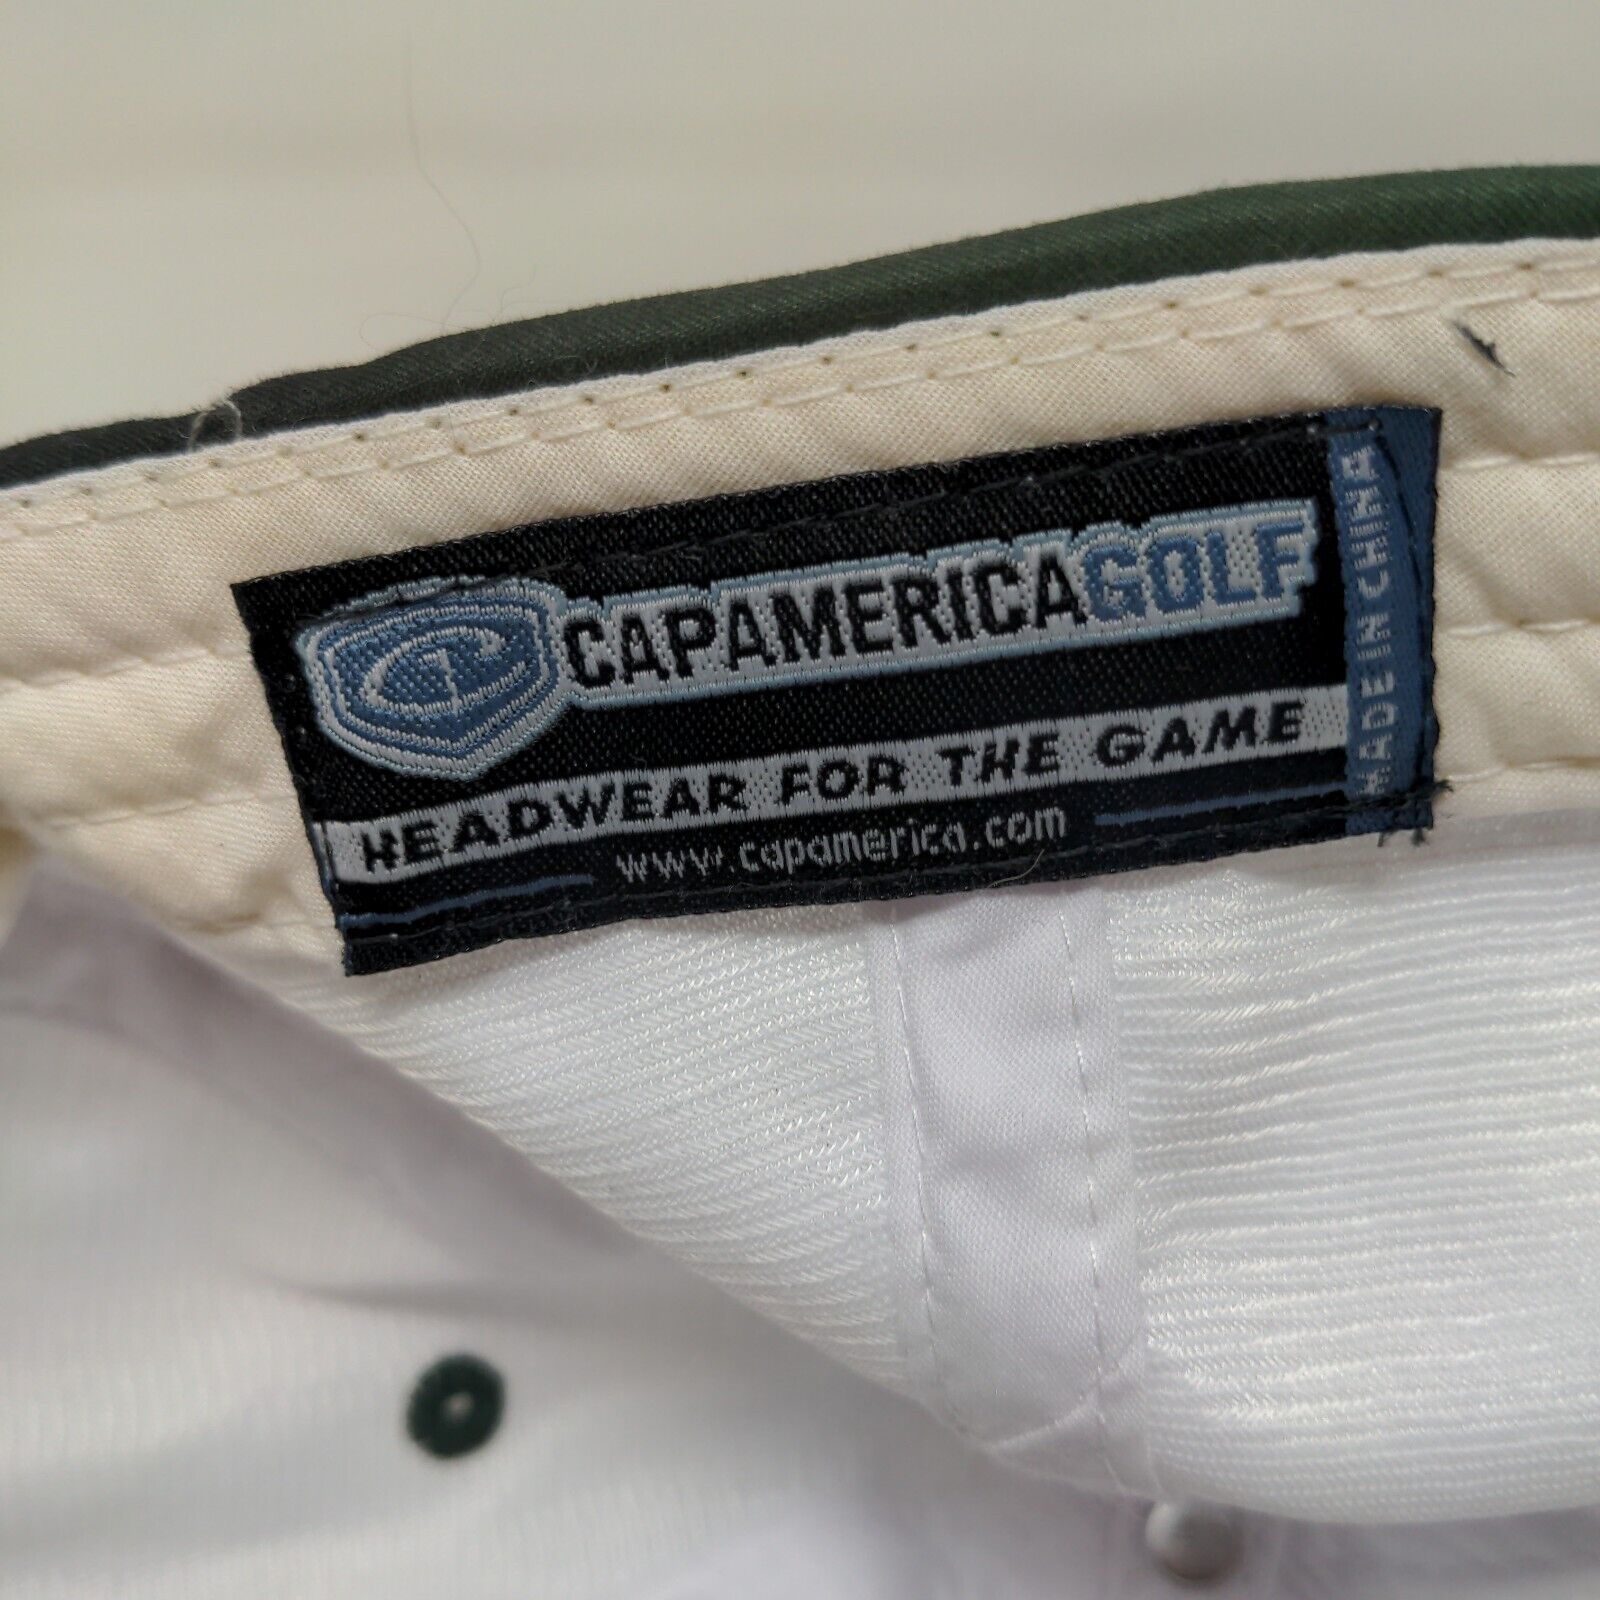 CAPAMERICAGOLF
HEADWEAR FOR THE GAME
www.capamerica.com
MADE IN CHINA